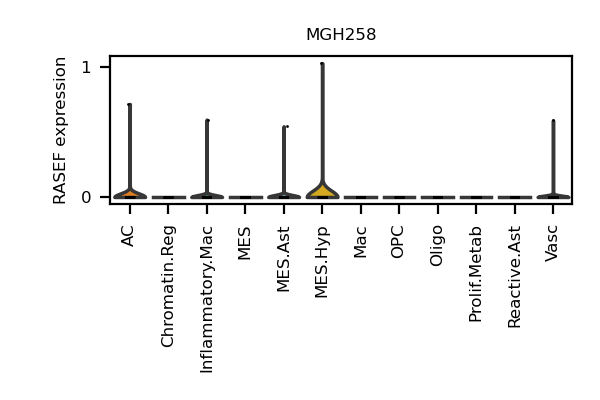 MGH258
RASEF expression
1
0
AC
Chromatin.Reg
Inflammatory.Mac
MES
MES.Ast
MES.Hyp
Mac
OPC
Oligo
Prolif.Metab
Reactive.Ast
Vasc